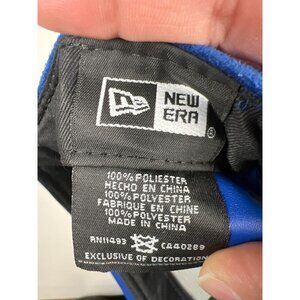 NEW
ERA
®
100% POLIESTER
HECHO EN CHINA
100% POLYESTER
FABRIQUE EN CHINE
100% POLYESTER
MADE IN CHINA
RN11493 CA40289
EXCLUSIVE OF DECORATION